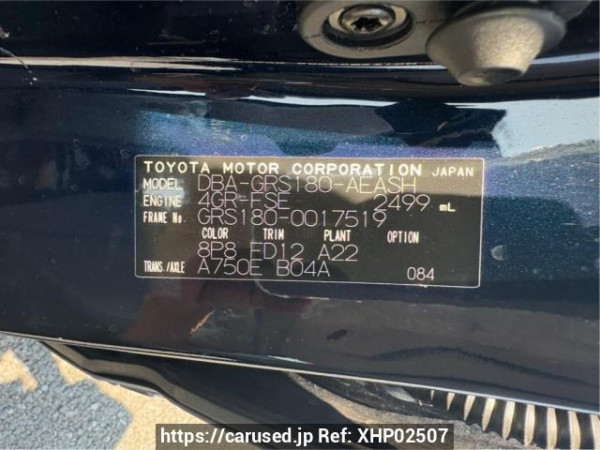 TOYOTA MOTOR CORPORATION JAPAN
MODEL DBA-GRS180-AEASH
ENGINE 4GR-FSE 2499 mL
FRAME No. GRS180-0017519
COLOR TRIM PLANT OPTION
8P8 FD12 A22
TRANS./AXLE A750E B04A 084
https://carused.jp Ref: XHP02507